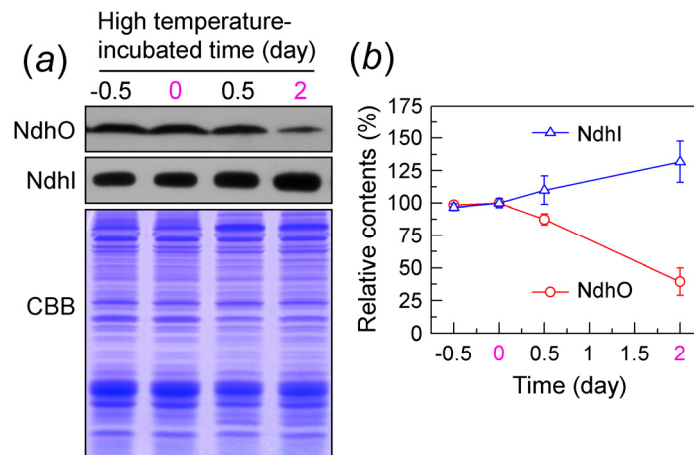 (a)
High temperature-
incubated time (day)
-0.5 0 0.5 2
NdhO
NdhI
CBB
(b)
Relative contents (%)
175
150
125
100
75
50
25
0
NdhI
NdhO
-0.5 0 0.5 1 1.5 2
Time (day)